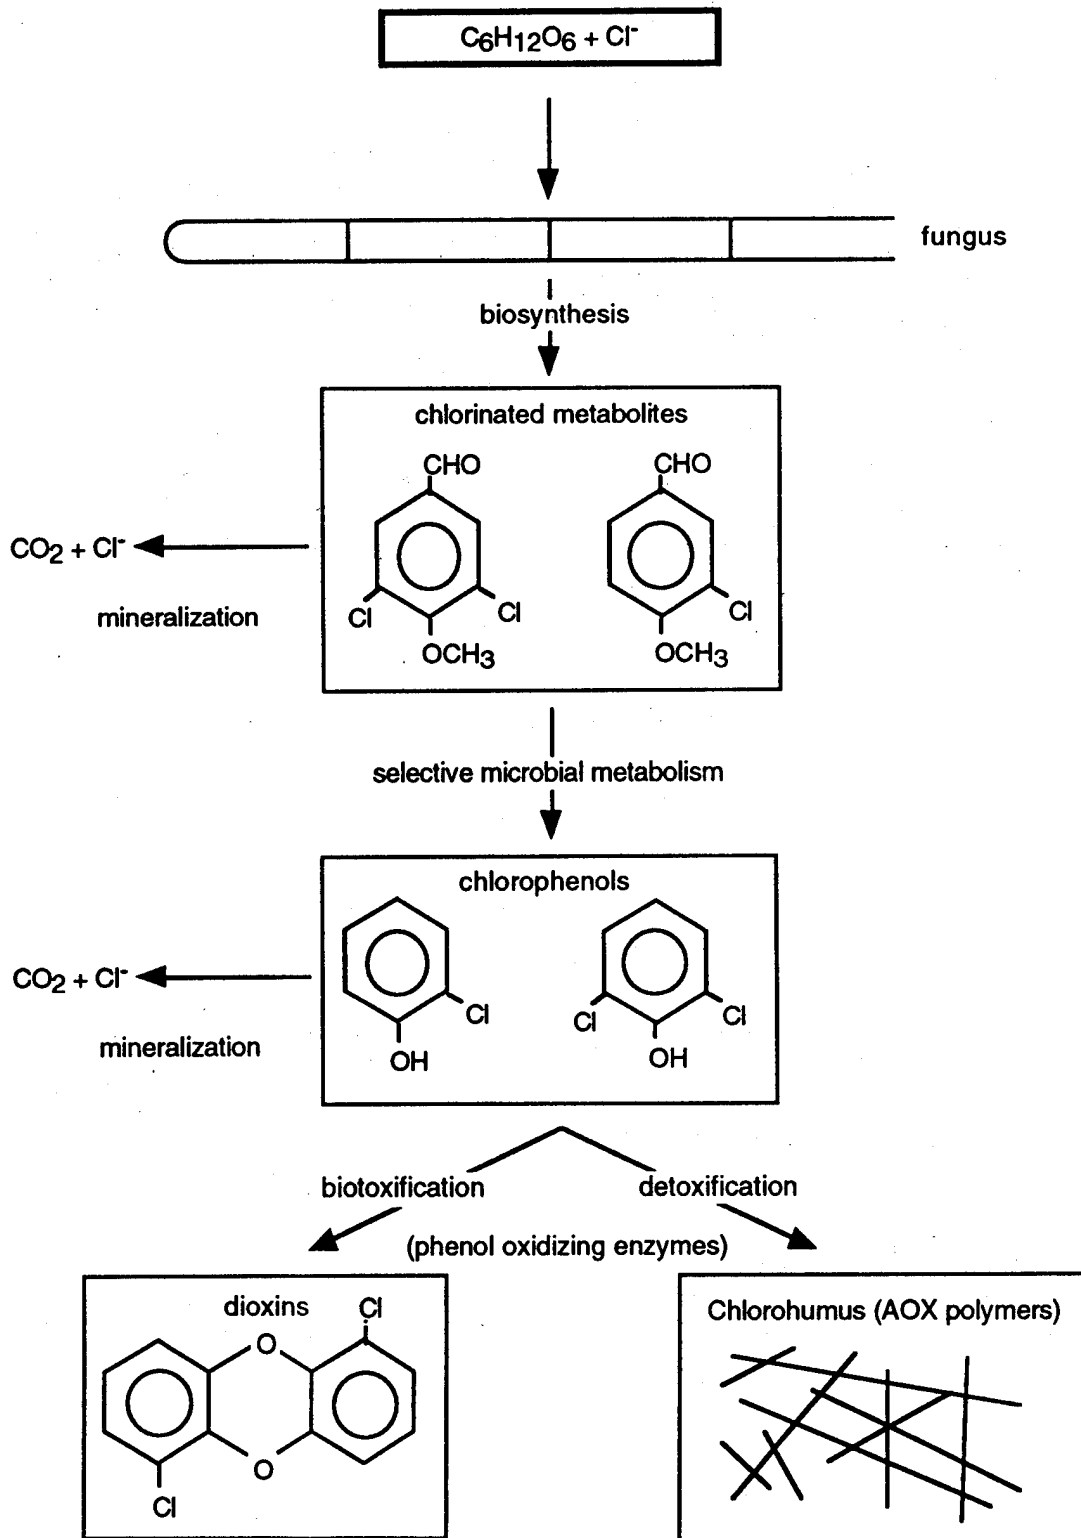 C6H12O6 + Cl-
fungus
biosynthesis
chlorinated metabolites
CHO
CHO
CO2 + Cl-
mineralization
Cl
Cl
Cl
OCH3
OCH3
selective microbial metabolism
chlorophenols
CO2 + Cl-
mineralization
Cl
OH
Cl
Cl
OH
biotoxification
detoxification
(phenol oxidizing enzymes)
dioxins
Cl
O
O
Cl
Chlorohumus (AOX polymers)